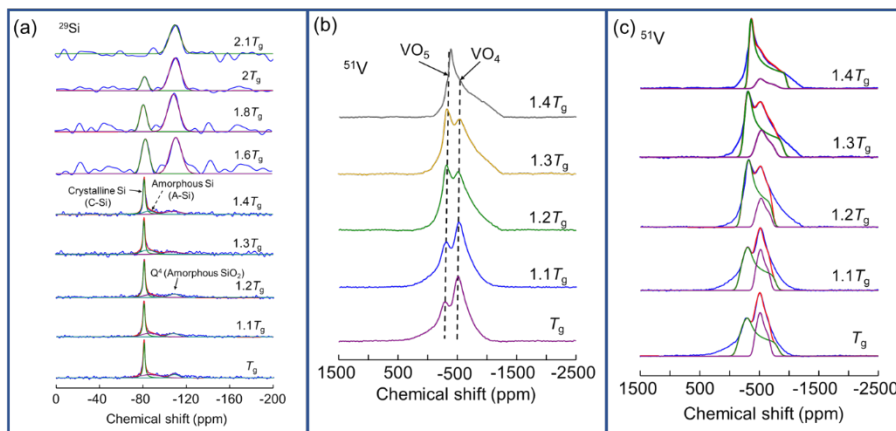 (a)
²⁹Si
2.1Tg
2Tg
1.8Tg
1.6Tg
Crystalline Si
(C-Si)
Amorphous Si
(A-Si)
1.4Tg
1.3Tg
Q⁴ (Amorphous SiO₂)
1.2Tg
1.1Tg
Tg
0 -40 -80 -120 -160 -200
Chemical shift (ppm)
(b)
⁵¹V
VO₅ VO₄
1.4Tg
1.3Tg
1.2Tg
1.1Tg
Tg
1500 500 -500 -1500 -2500
Chemical shift (ppm)
(c)
⁵¹V
1.4Tg
1.3Tg
1.2Tg
1.1Tg
Tg
1500 500 -500 -1500 -2500
Chemical shift (ppm)